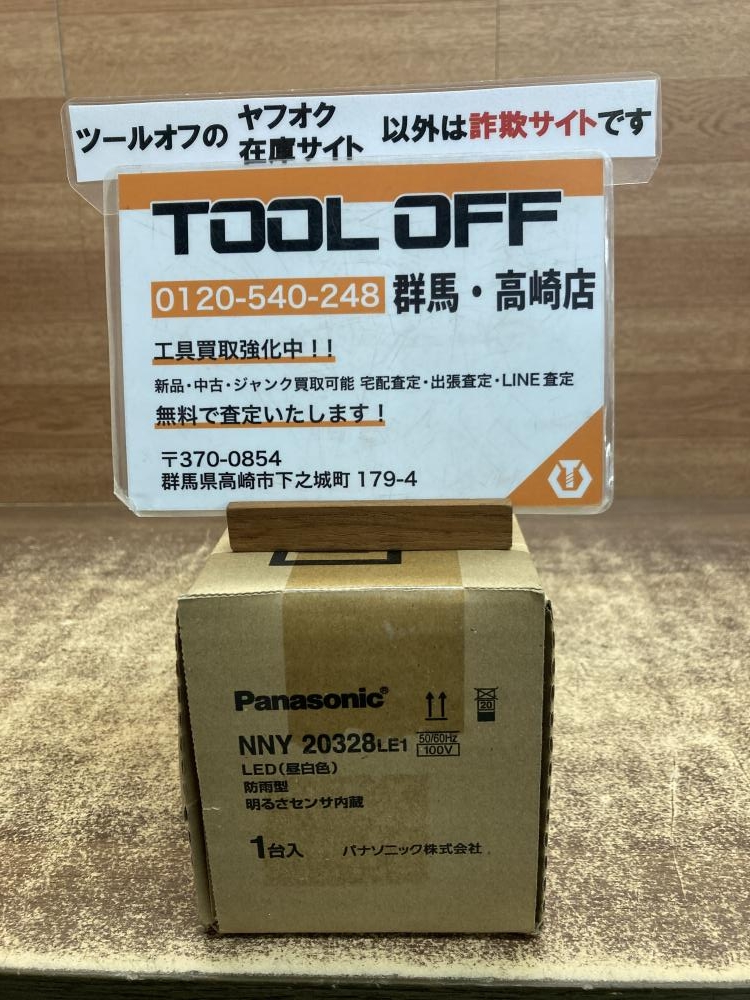 ツールオフの ヤフオク 在庫サイト 以外は詐欺サイトです
TOOL OFF
0120-540-248 群馬・高崎店
工具買取強化中!!
新品・中古・ジャンク買取可能 宅配査定・出張査定・LINE査定
無料で査定いたします!
〒370-0854
群馬県高崎市下之城町 179-4
Panasonic®
20
NNY 20328LE1 50/60Hz 100V
LED(昼白色)
防雨型
明るさセンサ内蔵
1台入 パナソニック株式会社